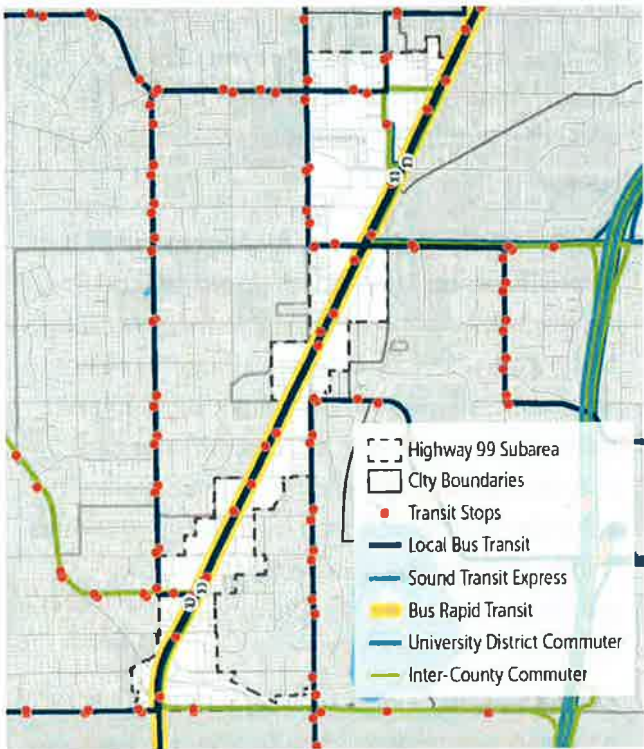 Highway 99 Subarea
City Boundaries
Transit Stops
Local Bus Transit
Sound Transit Express
Bus Rapid Transit
University District Commuter
Inter-County Commuter